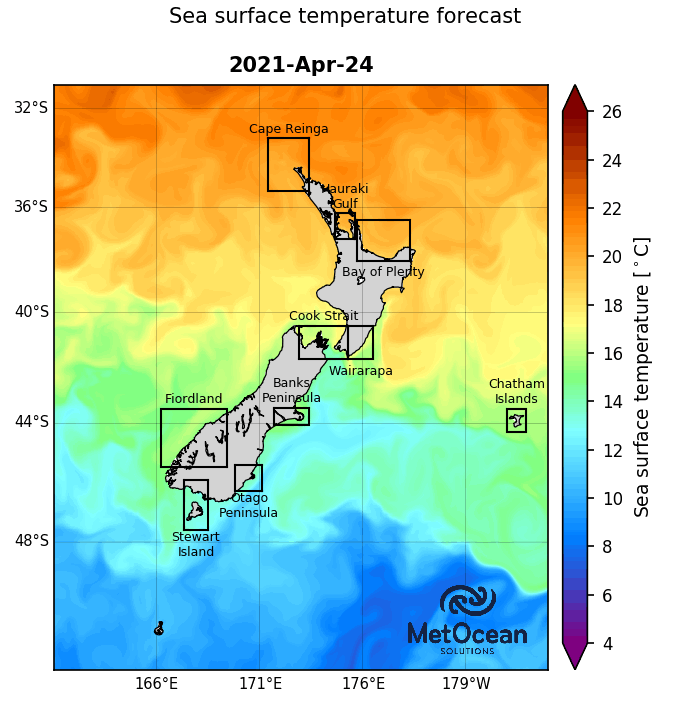 Sea surface temperature forecast
2021-Apr-24
32°S
36°S
40°S
44°S
48°S
Cape Reinga
Hauraki
Gulf
Bay of Plenty
Cook Strait
Wairarapa
Banks
Peninsula
Fiordland
Chatham
Islands
Otago
Peninsula
Stewart
Island
MetOcean
SOLUTIONS
166°E
171°E
176°E
179°W
26
24
22
20
18
16
14
12
10
8
6
4
Sea surface temperature [°C]